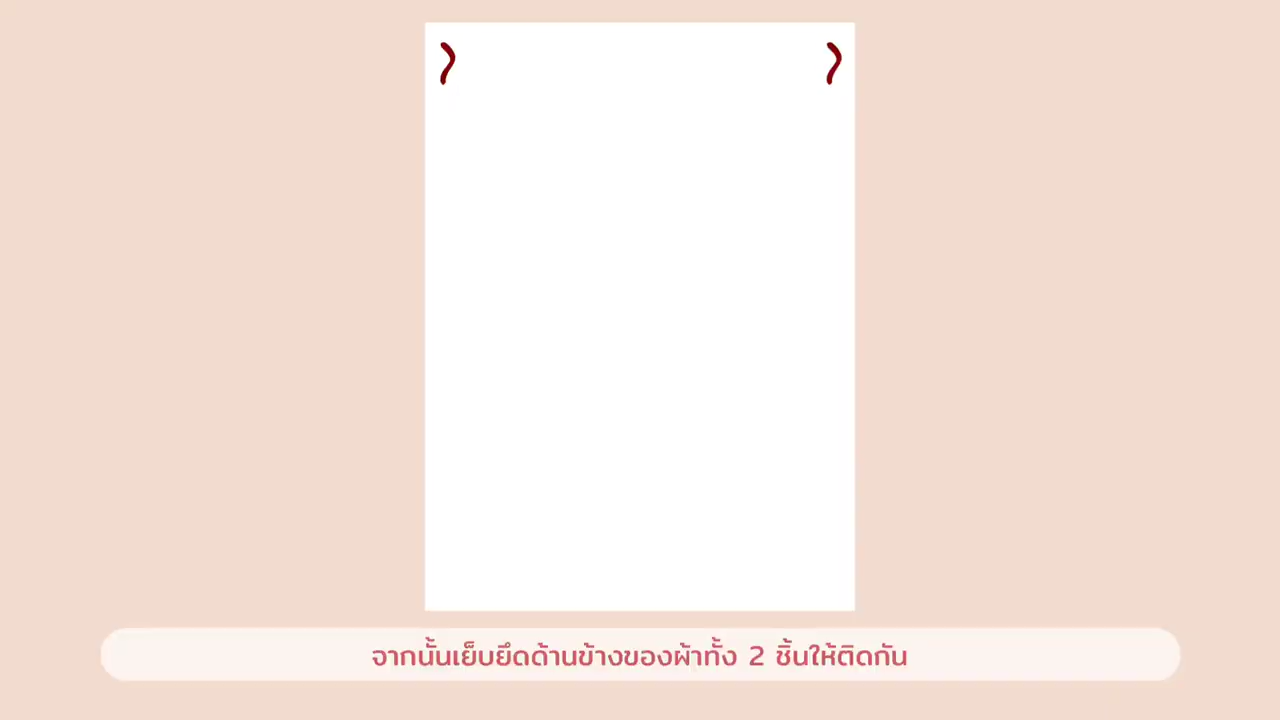 จากนั้นเย็บยึดด้านข้างของผ้าทั้ง 2 ชิ้นให้ติดกัน